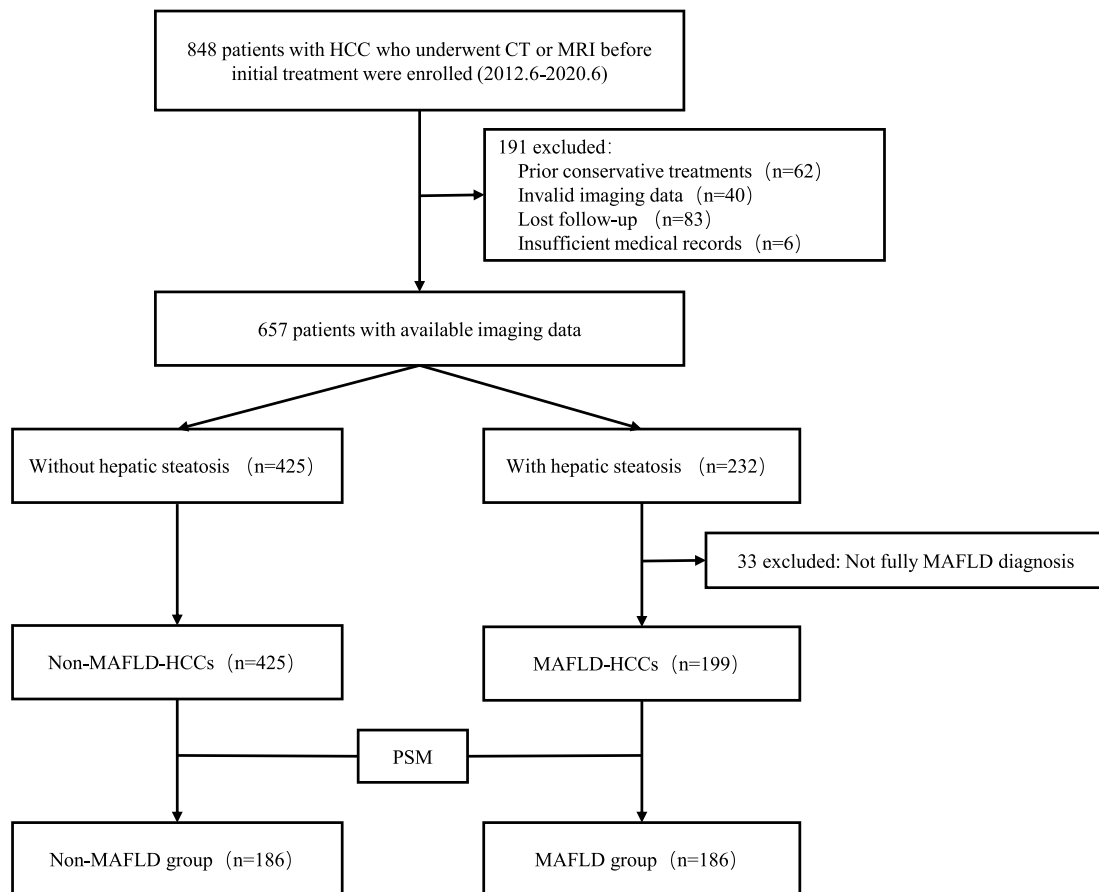 848 patients with HCC who underwent CT or MRI before
initial treatment were enrolled (2012.6-2020.6)
191 excluded：
Prior conservative treatments（n=62）
Invalid imaging data（n=40）
Lost follow-up （n=83）
Insufficient medical records（n=6）
657 patients with available imaging data
Without hepatic steatosis （n=425）
With hepatic steatosis（n=232）
33 excluded: Not fully MAFLD diagnosis
Non-MAFLD-HCCs（n=425）
MAFLD-HCCs（n=199）
PSM
Non-MAFLD group（n=186）
MAFLD group（n=186）